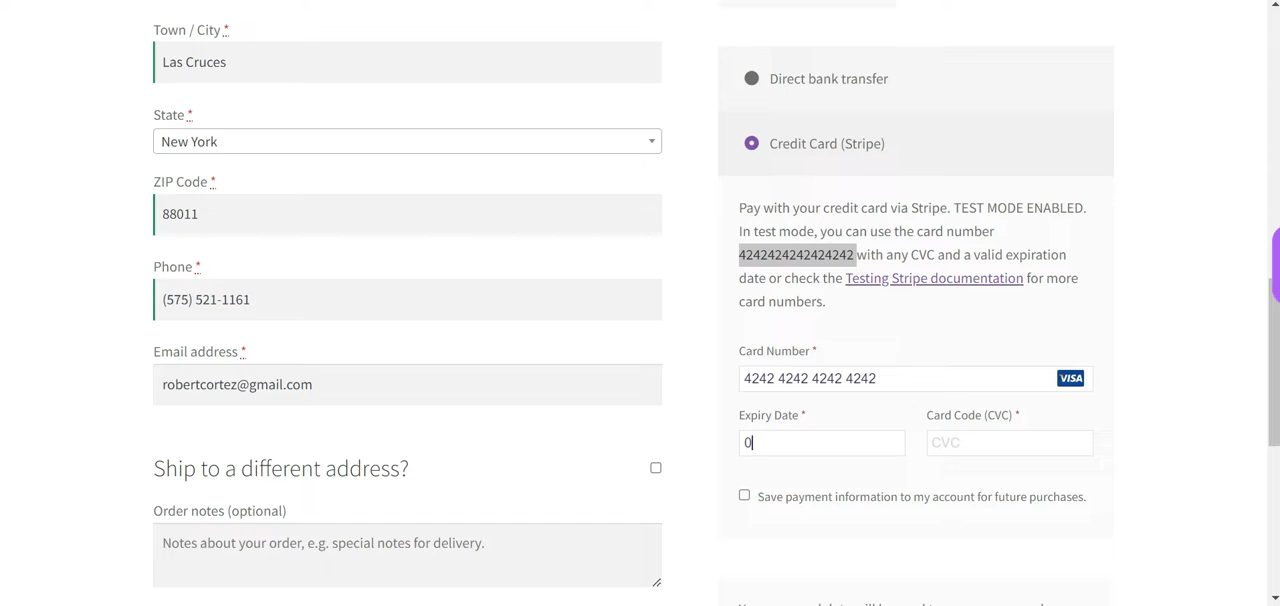 Town / City *
Las Cruces
State *
New York
ZIP Code *
88011
Phone *
(575) 521-1161
Email address *
robertcortez@gmail.com
Ship to a different address?
Order notes (optional)
Notes about your order, e.g. special notes for delivery.
Direct bank transfer
Credit Card (Stripe)
Pay with your credit card via Stripe. TEST MODE ENABLED.
In test mode, you can use the card number
4242424242424242 with any CVC and a valid expiration
date or check the Testing Stripe documentation for more
card numbers.
Card Number *
4242 4242 4242 4242 VISA
Expiry Date * Card Code (CVC) *
0 CVC
Save payment information to my account for future purchases.